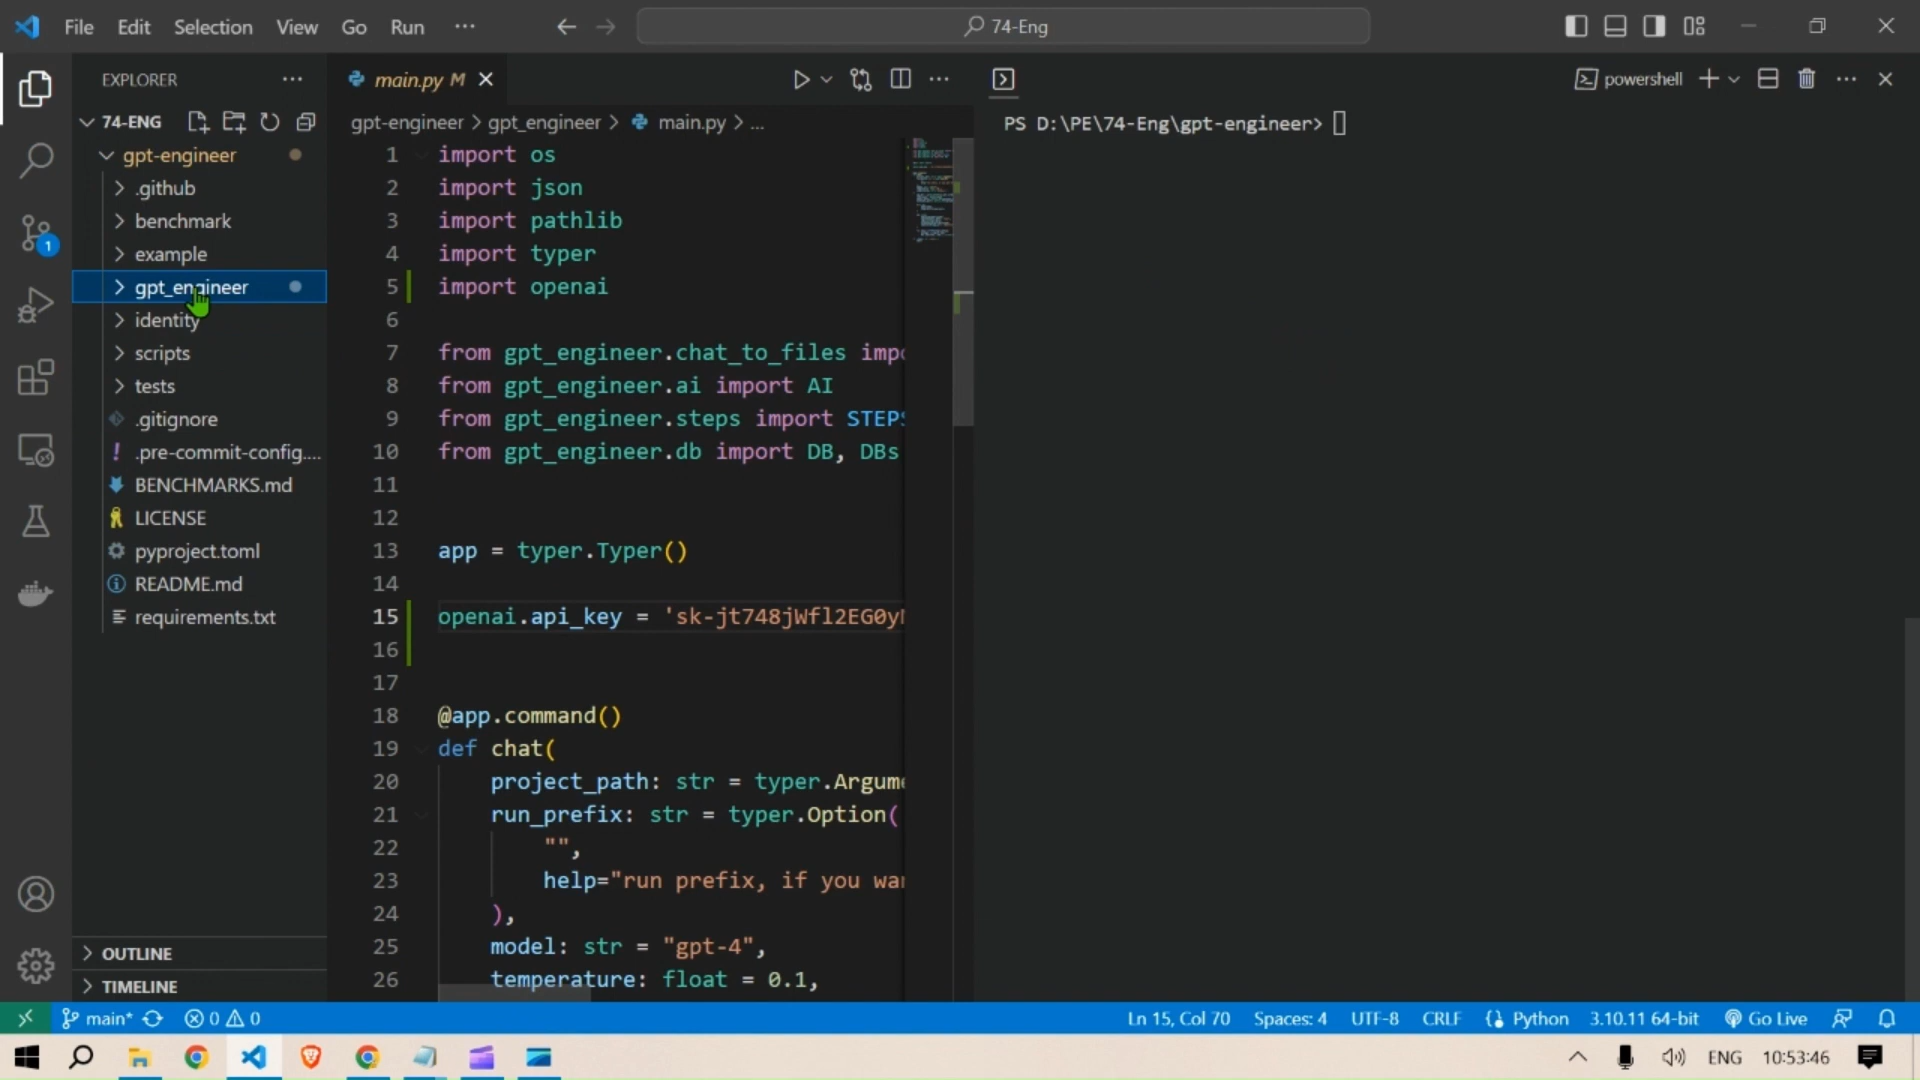 File Edit Selection View Go Run ...
74-Eng
EXPLORER
74-ENG
gpt-engineer
.github
benchmark
example
gpt_engineer
identity
scripts
tests
.gitignore
.pre-commit-config....
BENCHMARKS.md
LICENSE
pyproject.toml
README.md
requirements.txt
OUTLINE
TIMELINE
main.py M
gpt-engineer > gpt_engineer > main.py > ...
1 import os
2 import json
3 import pathlib
4 import typer
5 import openai
6
7 from gpt_engineer.chat_to_files impo
8 from gpt_engineer.ai import AI
9 from gpt_engineer.steps import STEPS
10 from gpt_engineer.db import DB, DBs
11
12
13 app = typer.Typer()
14
15 openai.api_key = 'sk-jt748jWfl2EG0yM
16
17
18 @app.command()
19 def chat(
20 project_path: str = typer.Argume
21 run_prefix: str = typer.Option(
22 "",
23 help="run prefix, if you wan
24 ),
25 model: str = "gpt-4",
26 temperature: float = 0.1,
powershell
PS D:\PE\74-Eng\gpt-engineer>
1
main* 0 0
Ln 15, Col 70 Spaces: 4 UTF-8 CRLF Python 3.10.11 64-bit Go Live
ENG 10:53:46